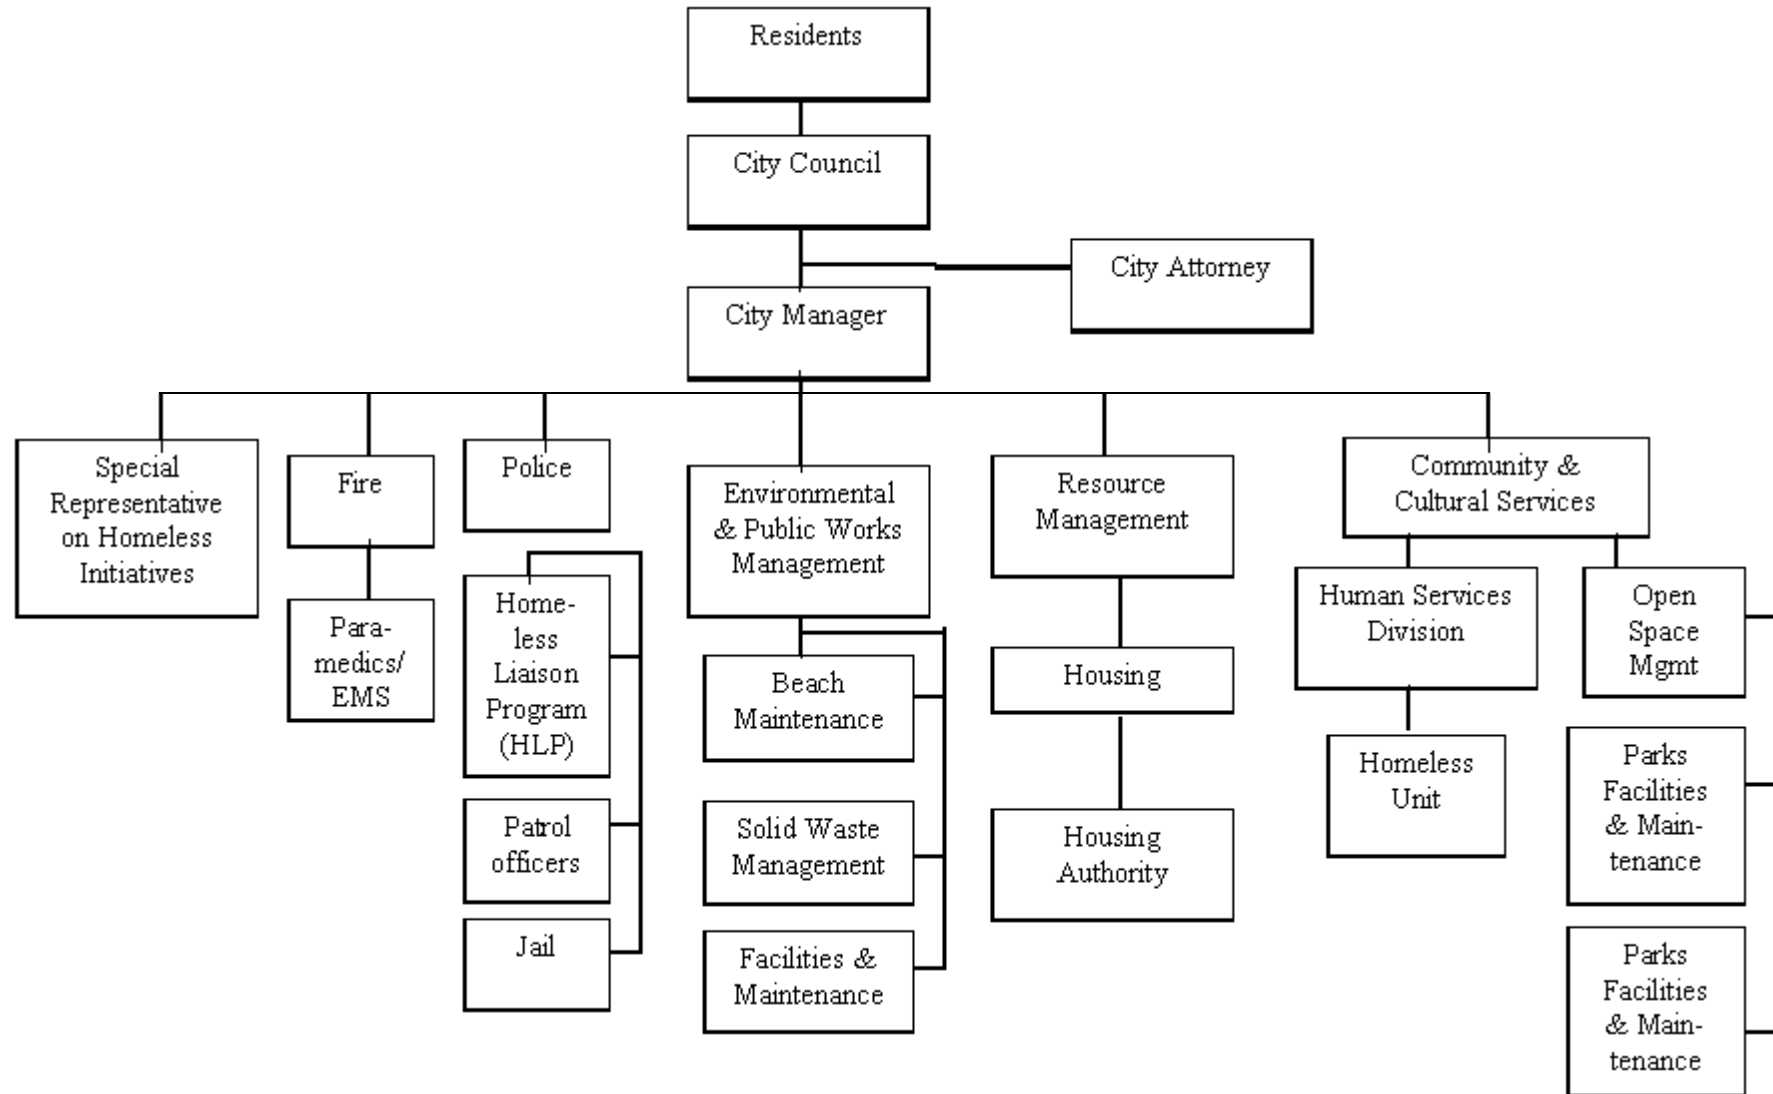 Residents
City Council
City Attorney
City Manager
Special
Representative
on Homeless
Initiatives
Fire
Police
Environmental
& Public Works
Management
Resource
Management
Community &
Cultural Services
Para-
medics/
EMS
Home-
less
Liaison
Program
(HLP)
Patrol
officers
Jail
Beach
Maintenance
Solid Waste
Management
Facilities &
Maintenance
Housing
Housing
Authority
Human Services
Division
Homeless
Unit
Open
Space
Mgmt
Parks
Facilities
& Main-
tenance
Parks
Facilities
& Main-
tenance